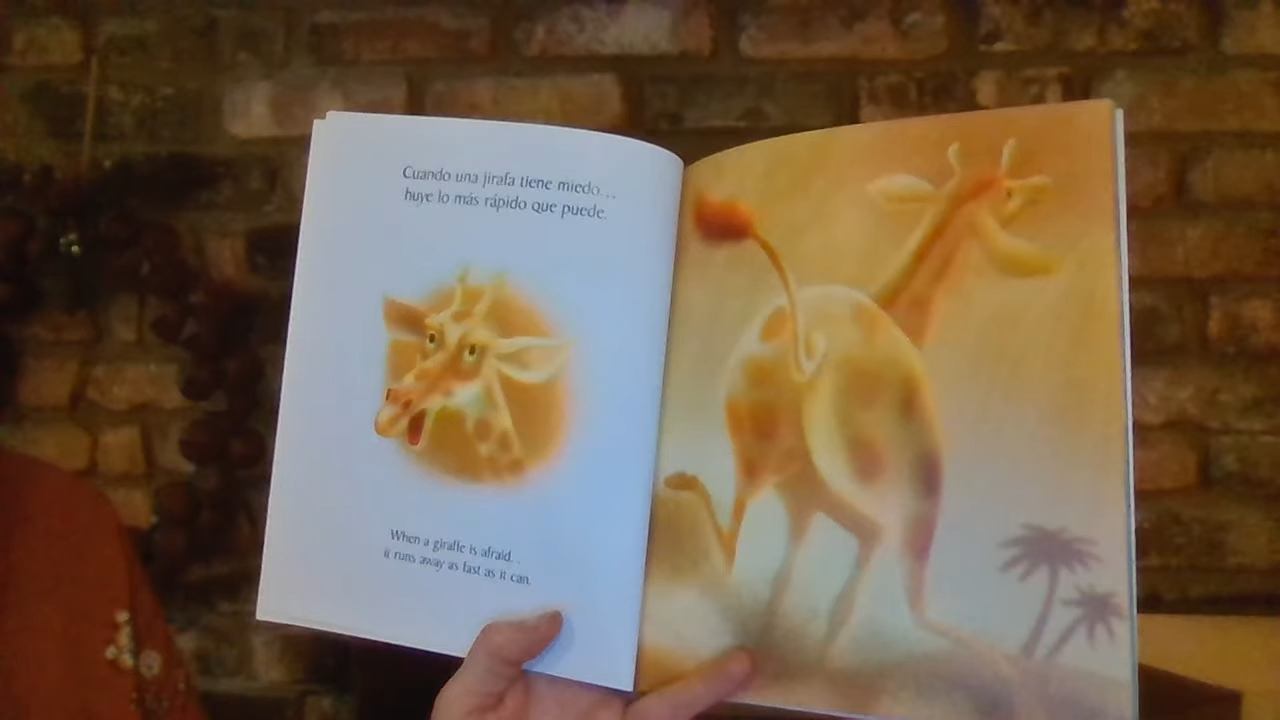 Cuando una jirafa tiene miedo...
huye lo más rápido que puede.
When a giraffe is afraid...
it runs away as fast as it can.